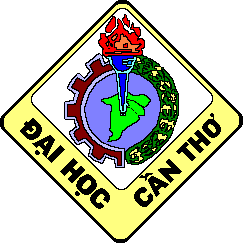 ĐẠI HỌC
CẦN THƠ